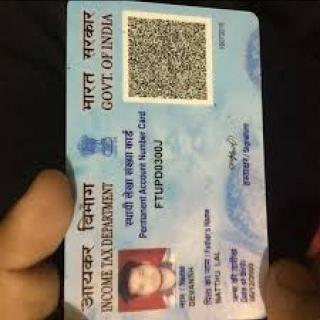 आयकर विभाग
INCOME TAX DEPARTMENT
भारत सरकार
GOVT. OF INDIA
स्थायी लेखा संख्या कार्ड
Permanent Account Number Card
FTUPD0300J
नाम / Name
DEVANSH
पिता का नाम / Father's Name
NATTHU LAL
जन्म की तारीख
Date of Birth
हस्ताक्षर / Signature